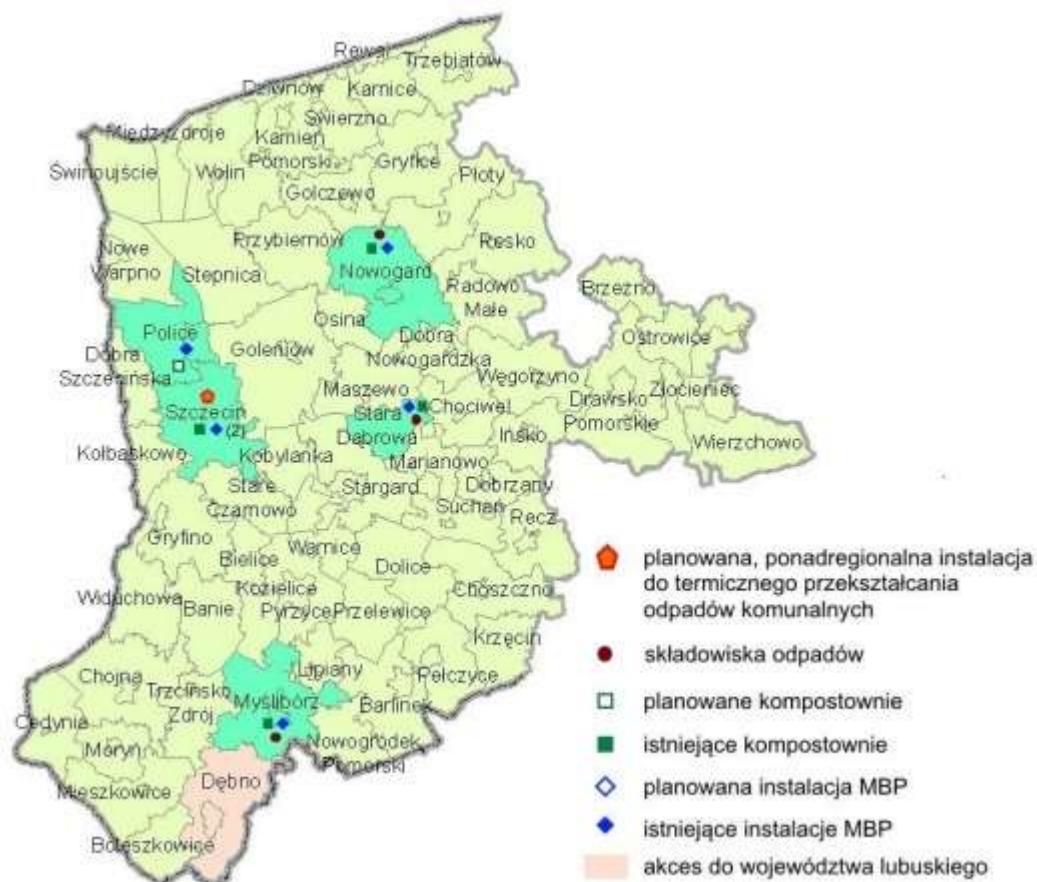 Rewal
Trzebiatów
Dziwnów
Karnice
Świerzno
Międzyzdroje
Kamień
Pomorski
Gryfice
Świnoujście
Wolin
Płoty
Golczewo
Przybiernów
Resko
Nowe
Warpno
Stepnica
Nowogard
Radowo
Małe
Brzeżno
Osina
Police
Dobra
Nowogardzka
Ostrowice
Goleniów
Dobra
Szczecińska
Węgorzyno
Maszewo
Złocieniec
Drawsko
Pomorskie
Szczecin
Stara
Dąbrowa
Chociwel
(2)
Ińsko
Wierzchowo
Kołbaskowo
Kobylanka
Marianowo
Stare
Czarnowo
Stargard
Dobrzany
Suchań
Recz
Gryfino
Bielice
Warnice
Dolice
Kozielice
Choszczno
Widuchowa
Banie
Pyrzyce
Przelewice
Krzęcin
Lipiany
Pełczyce
Chojna
Trzcińsko
Zdrój
Myślibórz
Barlinek
Cedynia
Moryń
Nowogródek
Pomorski
Mieszkowice
Dębno
Boleszkowice
planowana, ponadregionalna instalacja
do termicznego przekształcania
odpadów komunalnych
składowiska odpadów
planowane kompostownie
istniejące kompostownie
planowana instalacja MBP
istniejące instalacje MBP
akces do województwa lubuskiego